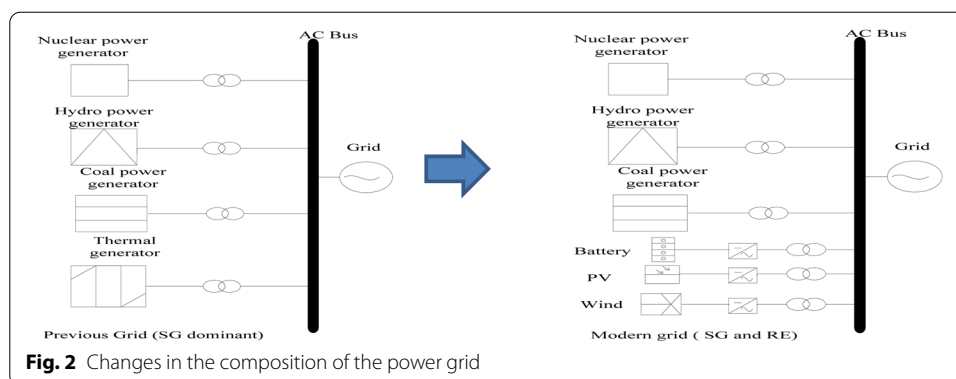 AC Bus
Nuclear power
generator
Hydro power
generator
Coal power
generator
Thermal
generator
Grid
Previous Grid (SG dominant)
AC Bus
Nuclear power
generator
Hydro power
generator
Coal power
generator
Battery
PV
Wind
Grid
Modern grid ( SG and RE)
Fig. 2 Changes in the composition of the power grid